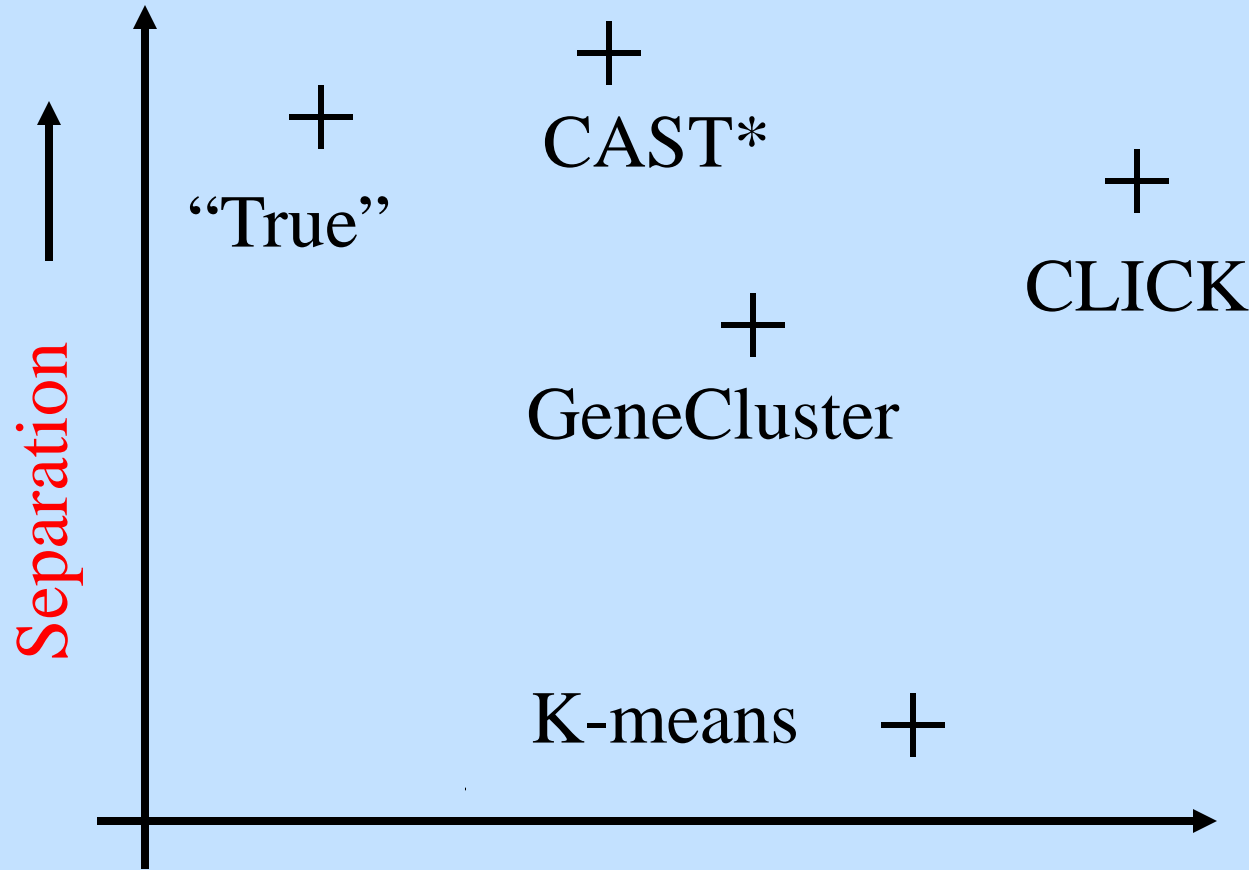 CAST*
“True”
CLICK
GeneCluster
Separation
K-means